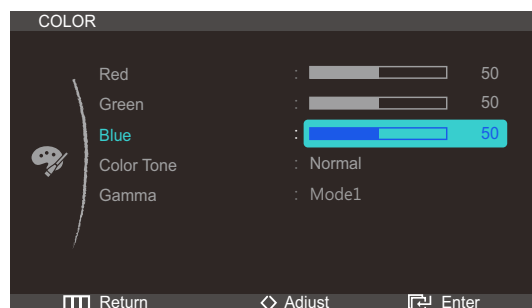 COLOR
Red : 50
Green : 50
Blue : 50
Color Tone : Normal
Gamma : Mode1
Return Adjust Enter